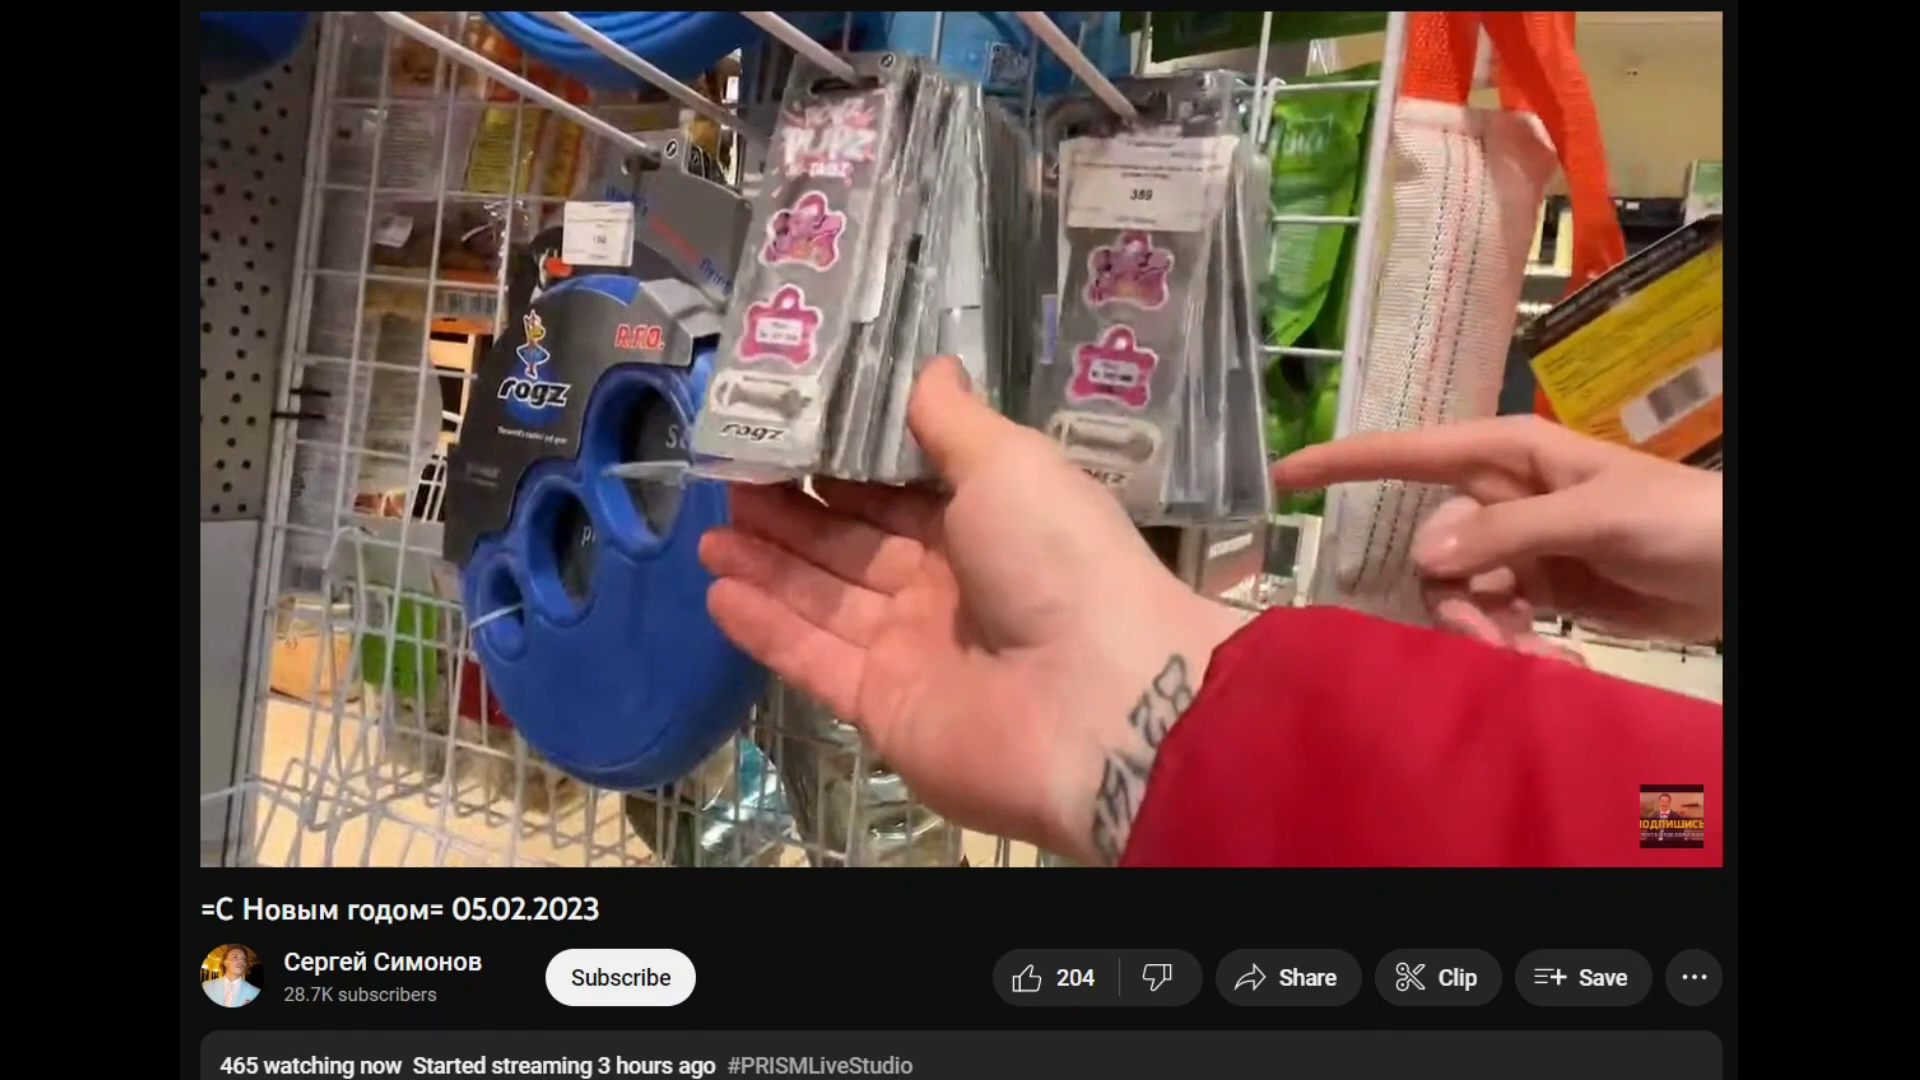 389
R.F.O.
rogz
rogz
ПОДПИШИСЬ
=С Новым годом= 05.02.2023
Сергей Симонов
28.7K subscribers
Subscribe
204
Share
Clip
Save
465 watching now Started streaming 3 hours ago #PRISMLiveStudio